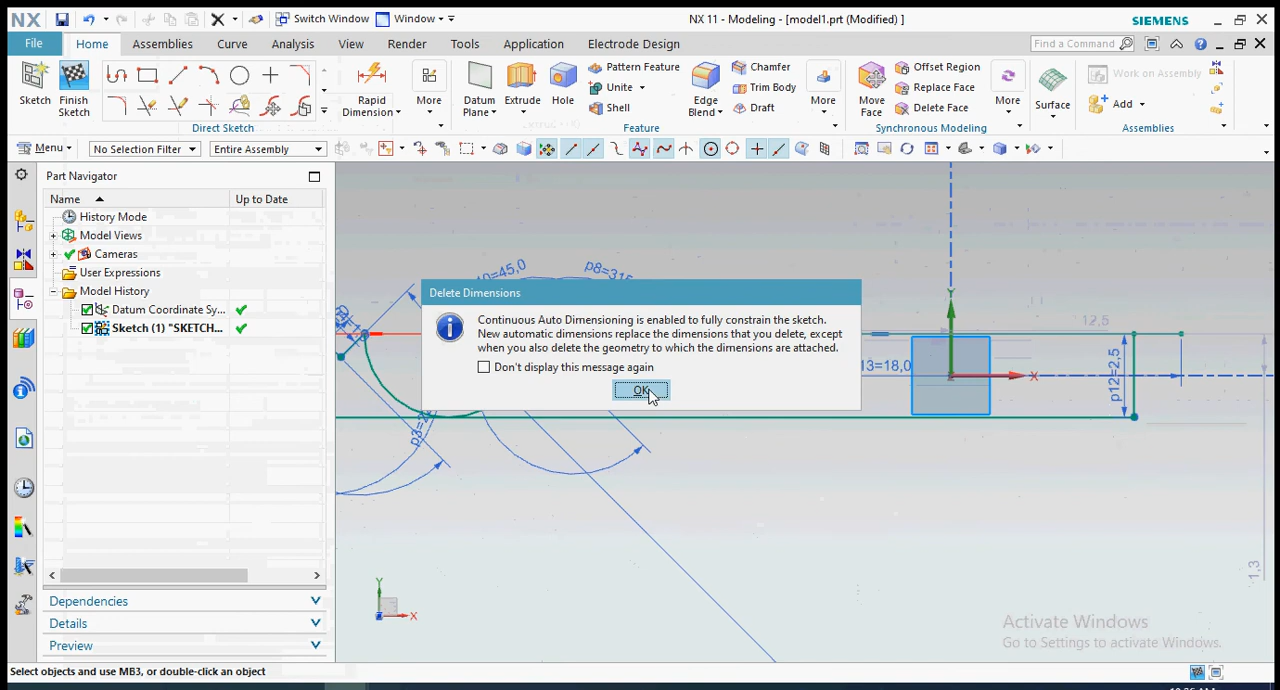 NX
Switch Window
Window
NX 11 - Modeling - [model1.prt (Modified) ]
SIEMENS
File
Home
Assemblies
Curve
Analysis
View
Render
Tools
Application
Electrode Design
Find a Command
Sketch
Finish Sketch
Direct Sketch
Rapid Dimension
More
Datum Plane
Extrude
Hole
Pattern Feature
Unite
Shell
Edge Blend
Chamfer
Trim Body
Draft
More
Feature
Move Face
Offset Region
Replace Face
Delete Face
More
Synchronous Modeling
Surface
Work on Assembly
Add
Assemblies
Menu
No Selection Filter
Entire Assembly
Part Navigator
Name
Up to Date
History Mode
Model Views
Cameras
User Expressions
Model History
Datum Coordinate Sy...
Sketch (1) "SKETCH...
Dependencies
Details
Preview
Delete Dimensions
Continuous Auto Dimensioning is enabled to fully constrain the sketch.
New automatic dimensions replace the dimensions that you delete, except
when you also delete the geometry to which the dimensions are attached.
Don't display this message again
OK
12,5
p12=2,5
Y
X
1,3
Y
X
Activate Windows
Go to Settings to activate Windows.
Select objects and use MB3, or double-click an object